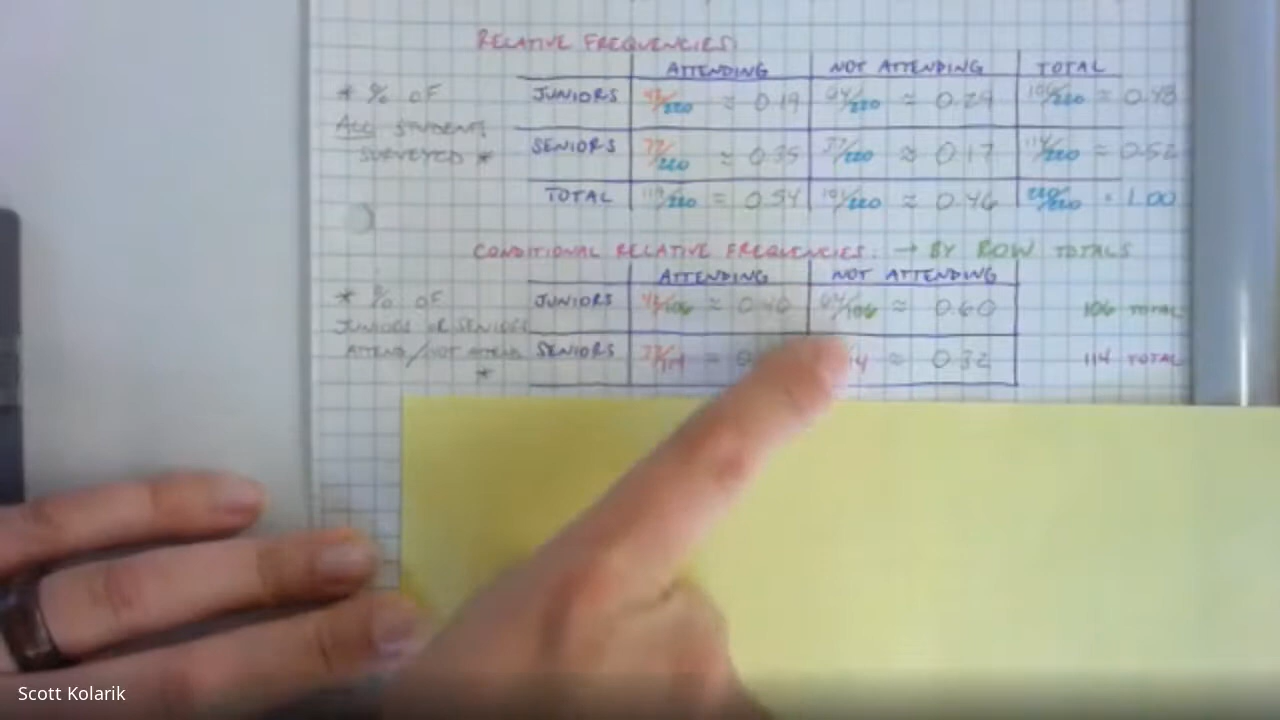 RELATIVE FREQUENCIES:
ATTENDING NOT ATTENDING TOTAL
* % OF JUNIORS 42/220 ≈ 0.19 64/220 ≈ 0.29 106/220 ≈ 0.48
ALL STUDENTS
SURVEYED * SENIORS 77/220 ≈ 0.35 37/220 ≈ 0.17 114/220 ≈ 0.52
TOTAL 119/220 ≈ 0.54 101/220 ≈ 0.46 220/220 = 1.00
CONDITIONAL RELATIVE FREQUENCIES: → BY ROW TOTALS
ATTENDING NOT ATTENDING
* % OF JUNIORS 42/106 ≈ 0.40 64/106 ≈ 0.60 106 TOTAL
JUNIORS OR SENIORS
ATTEND/NOT ATTEND SENIORS 77/114 ≈ 0. ≈ 0.32 114 TOTAL
*
Scott Kolarik